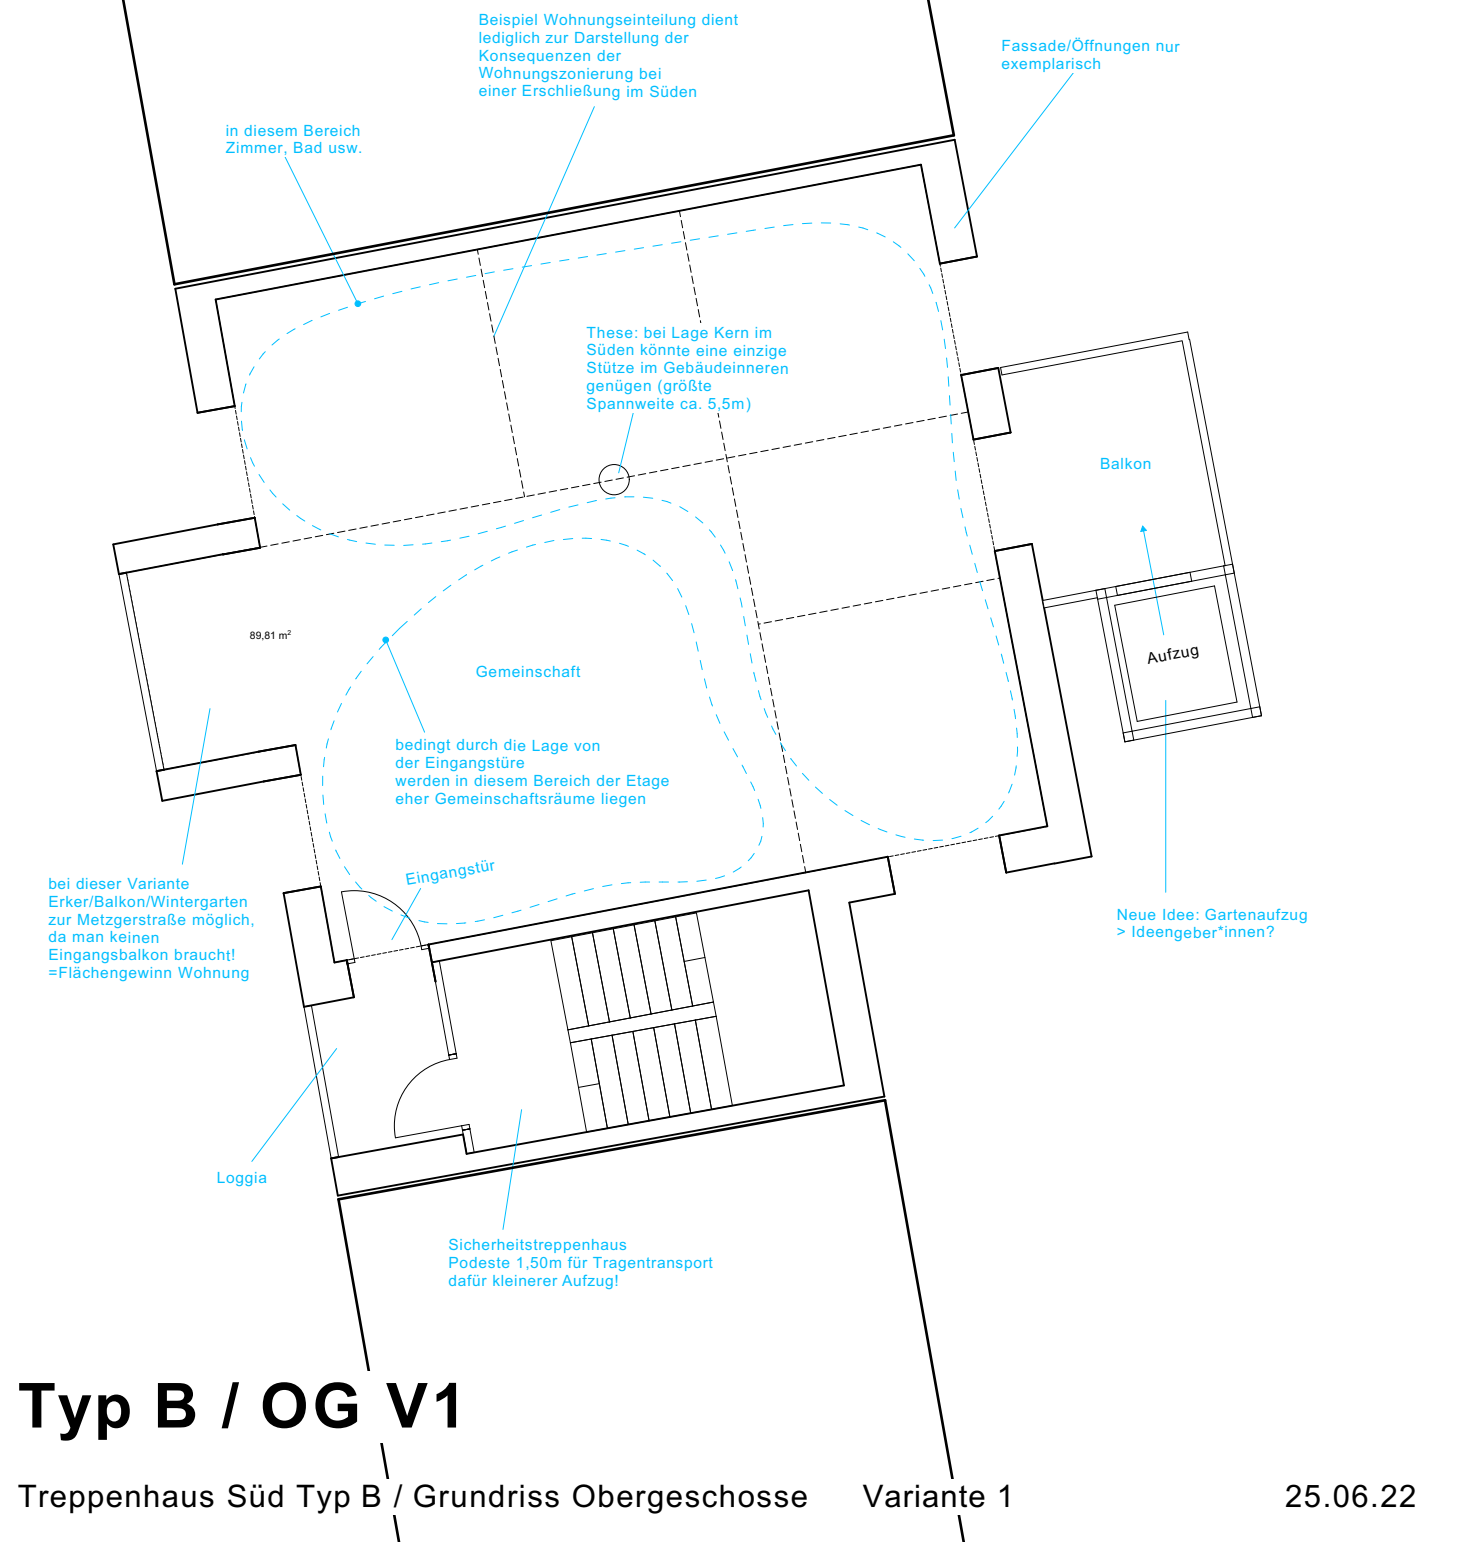 Beispiel Wohnungseinteilung dient
lediglich zur Darstellung der
Konsequenzen der
Wohnungszonierung bei
einer Erschließung im Süden
Fassade/Öffnungen nur
exemplarisch
in diesem Bereich
Zimmer, Bad usw.
These: bei Lage Kern im
Süden könnte eine einzige
Stütze im Gebäudeinneren
genügen (größte
Spannweite ca. 5,5m)
Balkon
89,81 m²
Aufzug
Gemeinschaft
bedingt durch die Lage von
der Eingangstüre
werden in diesem Bereich der Etage
eher Gemeinschaftsräume liegen
Eingangstür
bei dieser Variante
Erker/Balkon/Wintergarten
zur Metzgerstraße möglich,
da man keinen
Eingangsbalkon braucht!
=Flächengewinn Wohnung
Neue Idee: Gartenaufzug
> Ideengeber*innen?
Loggia
Sicherheitstreppenhaus
Podeste 1,50m für Tragentransport
dafür kleinerer Aufzug!
Typ B / OG V1
Treppenhaus Süd Typ B / Grundriss Obergeschosse Variante 1 25.06.22